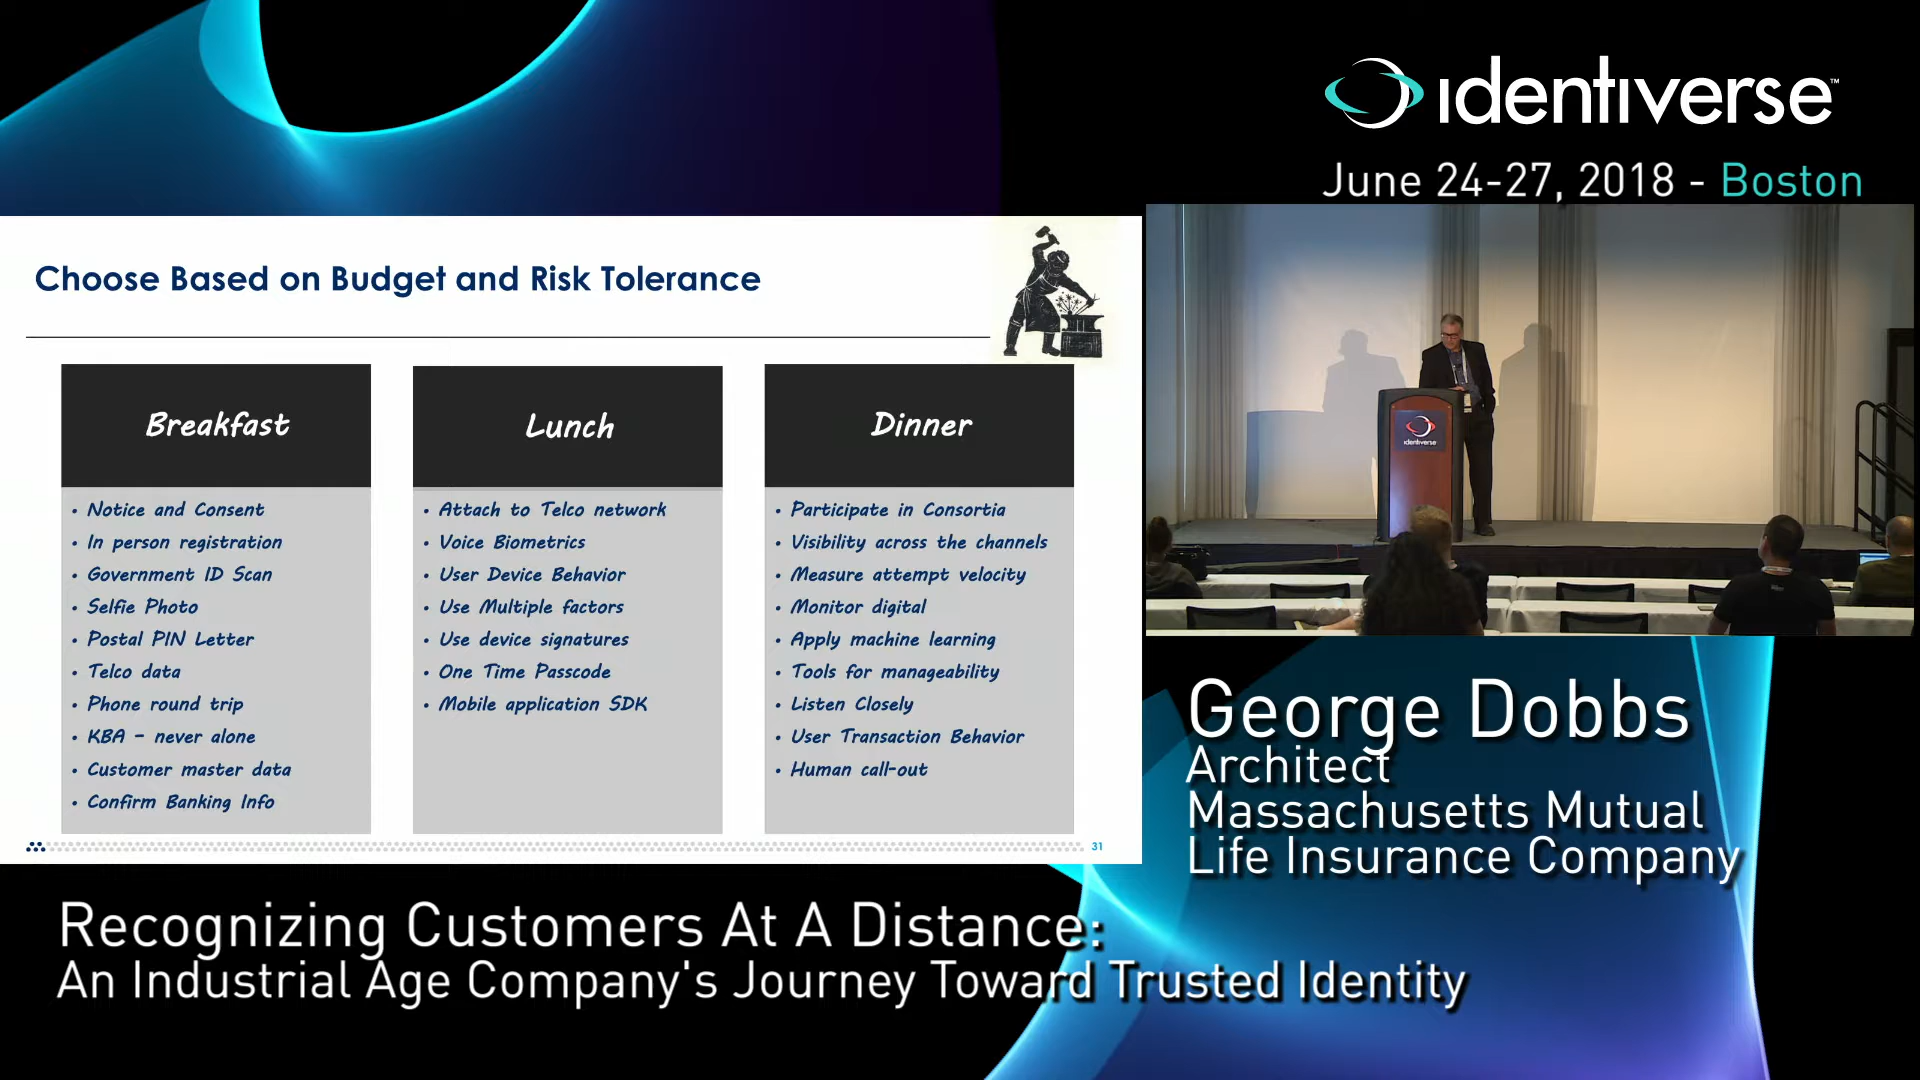 identiverse™
June 24-27, 2018 - Boston
Choose Based on Budget and Risk Tolerance
Breakfast
• Notice and Consent
• In person registration
• Government ID Scan
• Selfie Photo
• Postal PIN Letter
• Telco data
• Phone round trip
• KBA – never alone
• Customer master data
• Confirm Banking Info
Lunch
• Attach to Telco network
• Voice Biometrics
• User Device Behavior
• Use Multiple factors
• Use device signatures
• One Time Passcode
• Mobile application SDK
Dinner
• Participate in Consortia
• Visibility across the channels
• Measure attempt velocity
• Monitor digital
• Apply machine learning
• Tools for manageability
• Listen Closely
• User Transaction Behavior
• Human call-out
31
identiverse
George Dobbs
Architect
Massachusetts Mutual
Life Insurance Company
Recognizing Customers At A Distance:
An Industrial Age Company's Journey Toward Trusted Identity